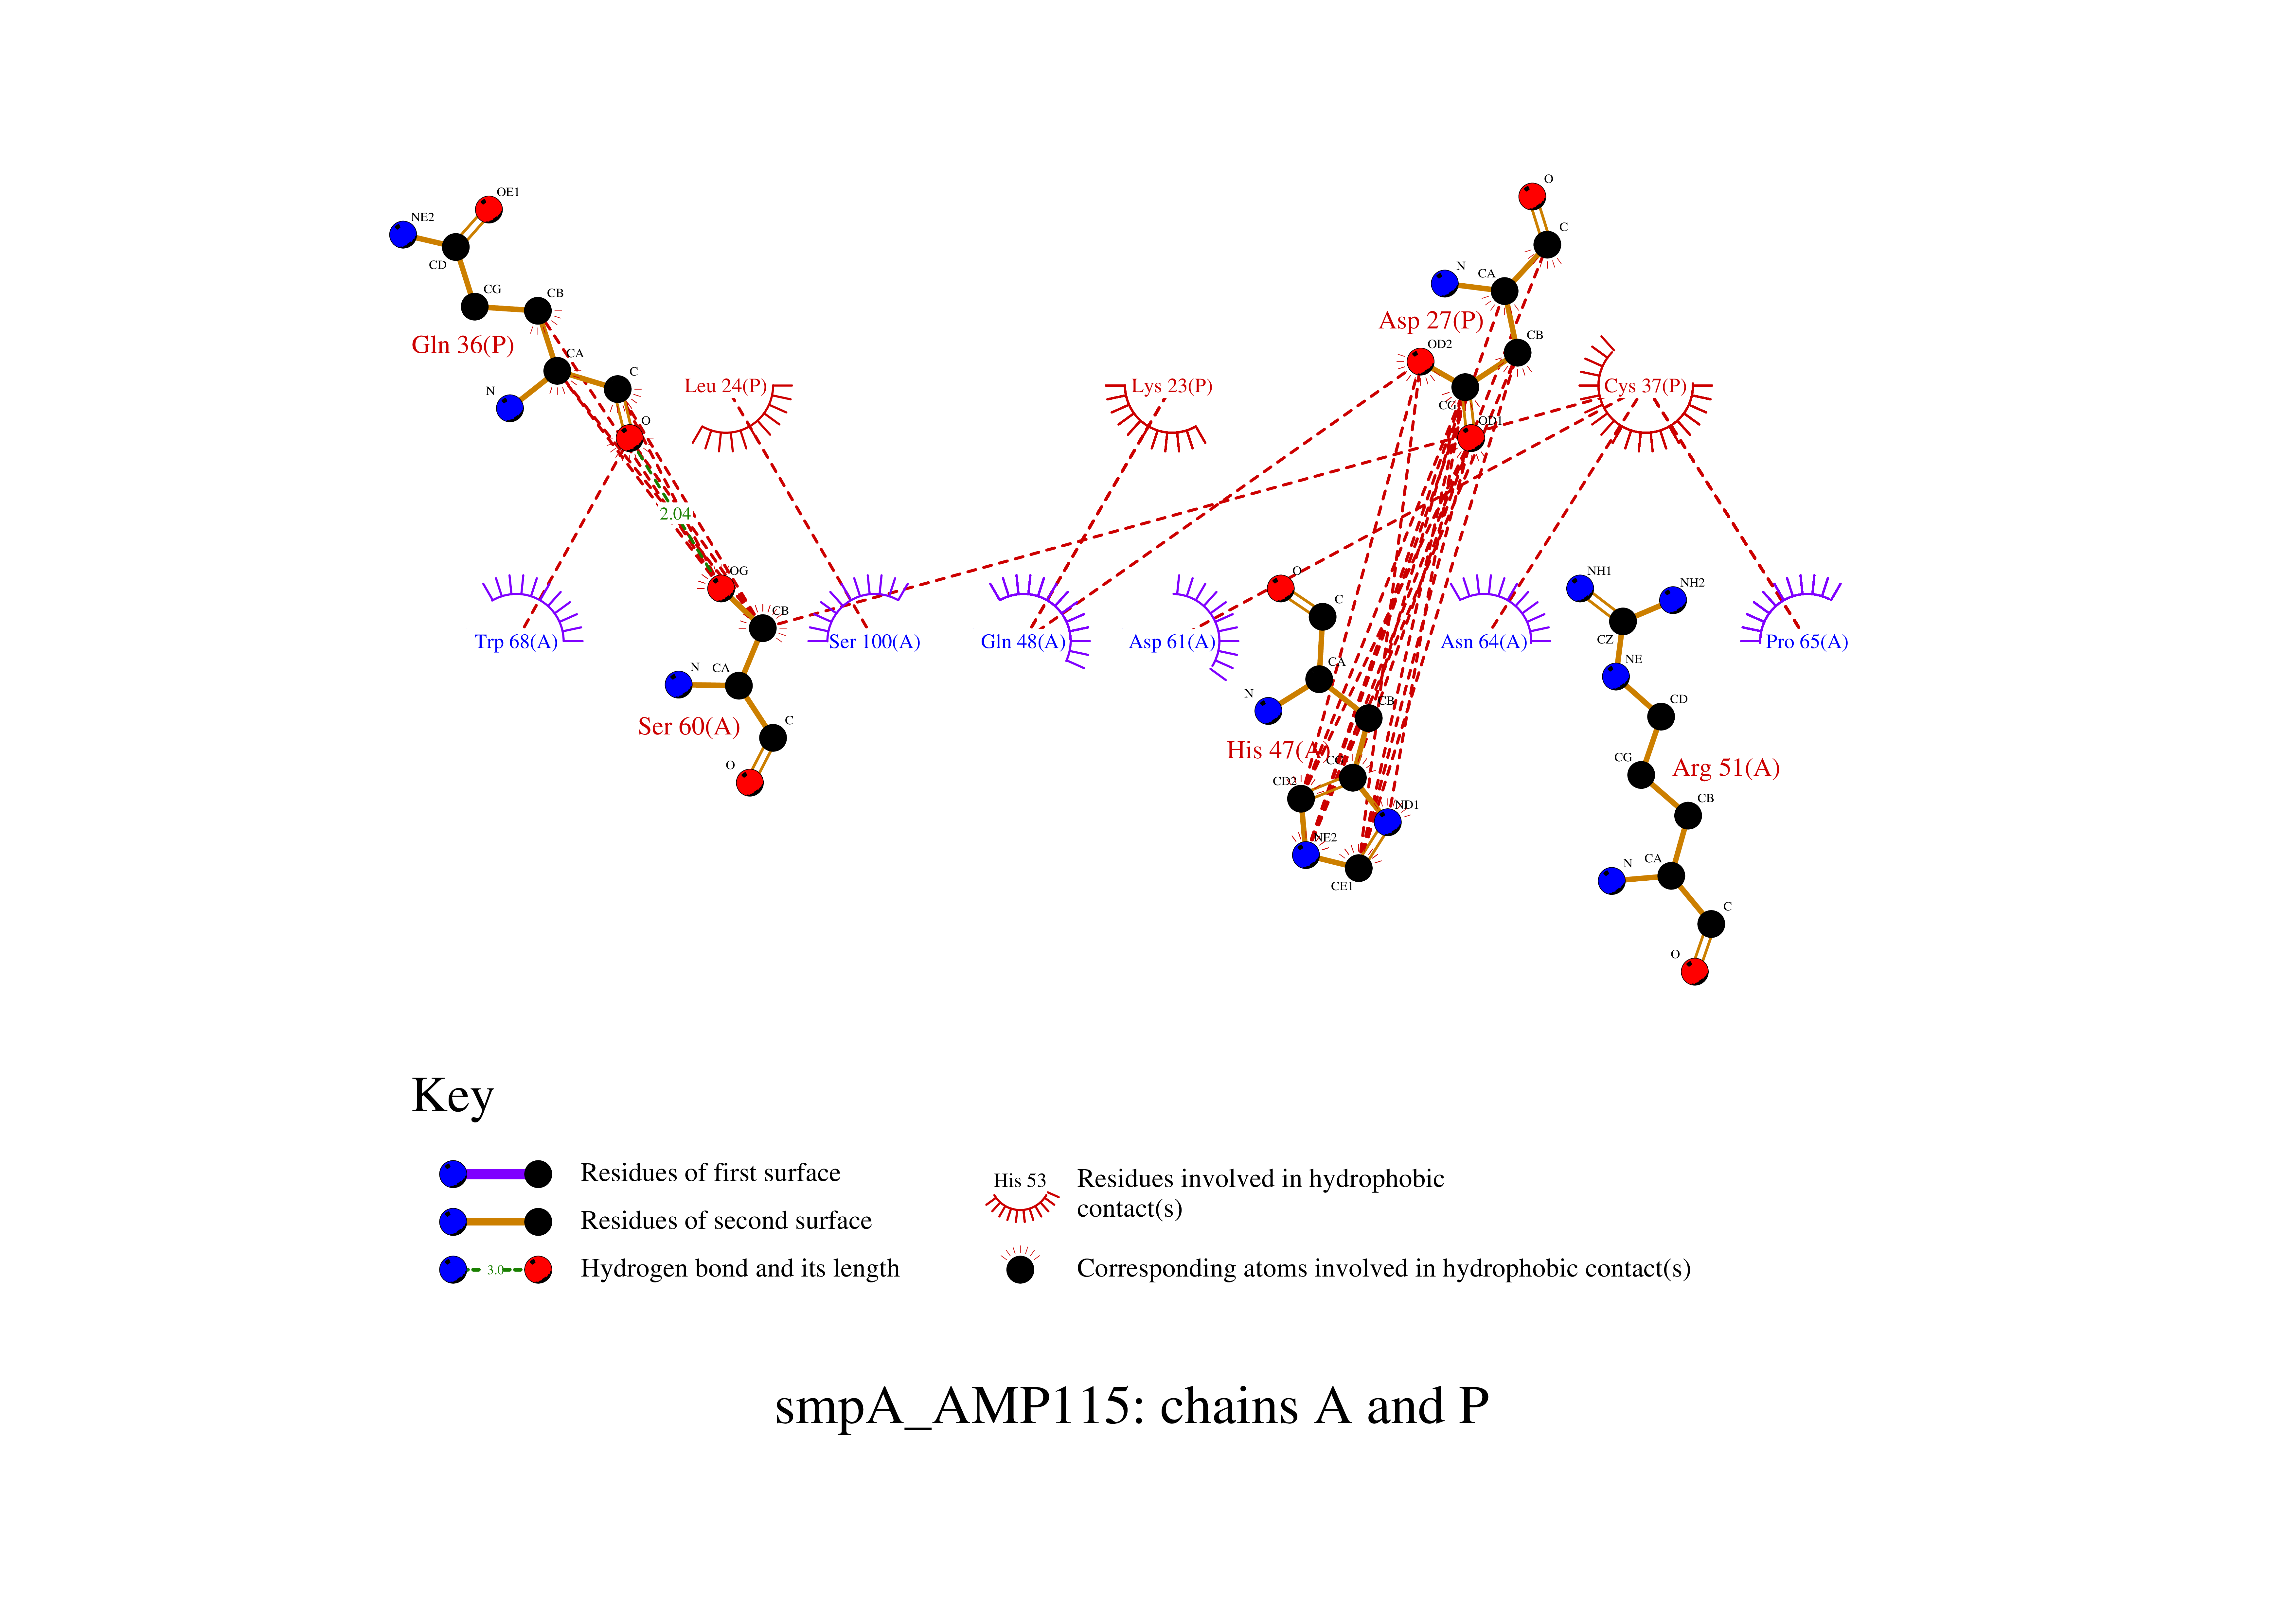 OE1
NE2
CD
CG
CB
Gln 36(P)
CA
C
N
O
O
C
N
CA
Asp 27(P)
CB
OD2
CG
OD1
Leu 24(P)
Lys 23(P)
Cys 37(P)
2.04
OG
CB
N
CA
C
Ser 60(A)
O
Trp 68(A)
Ser 100(A)
Gln 48(A)
Asp 61(A)
Asn 64(A)
Pro 65(A)
O
C
CA
N
CB
His 47(A)
CG
CD2
ND1
NE2
CE1
NH1
NH2
CZ
NE
CD
CG
Arg 51(A)
CB
N
CA
C
O
Key
Residues of first surface
Residues of second surface
3.0
Hydrogen bond and its length
His 53
Residues involved in hydrophobic
contact(s)
Corresponding atoms involved in hydrophobic contact(s)
smpA_AMP115: chains A and P